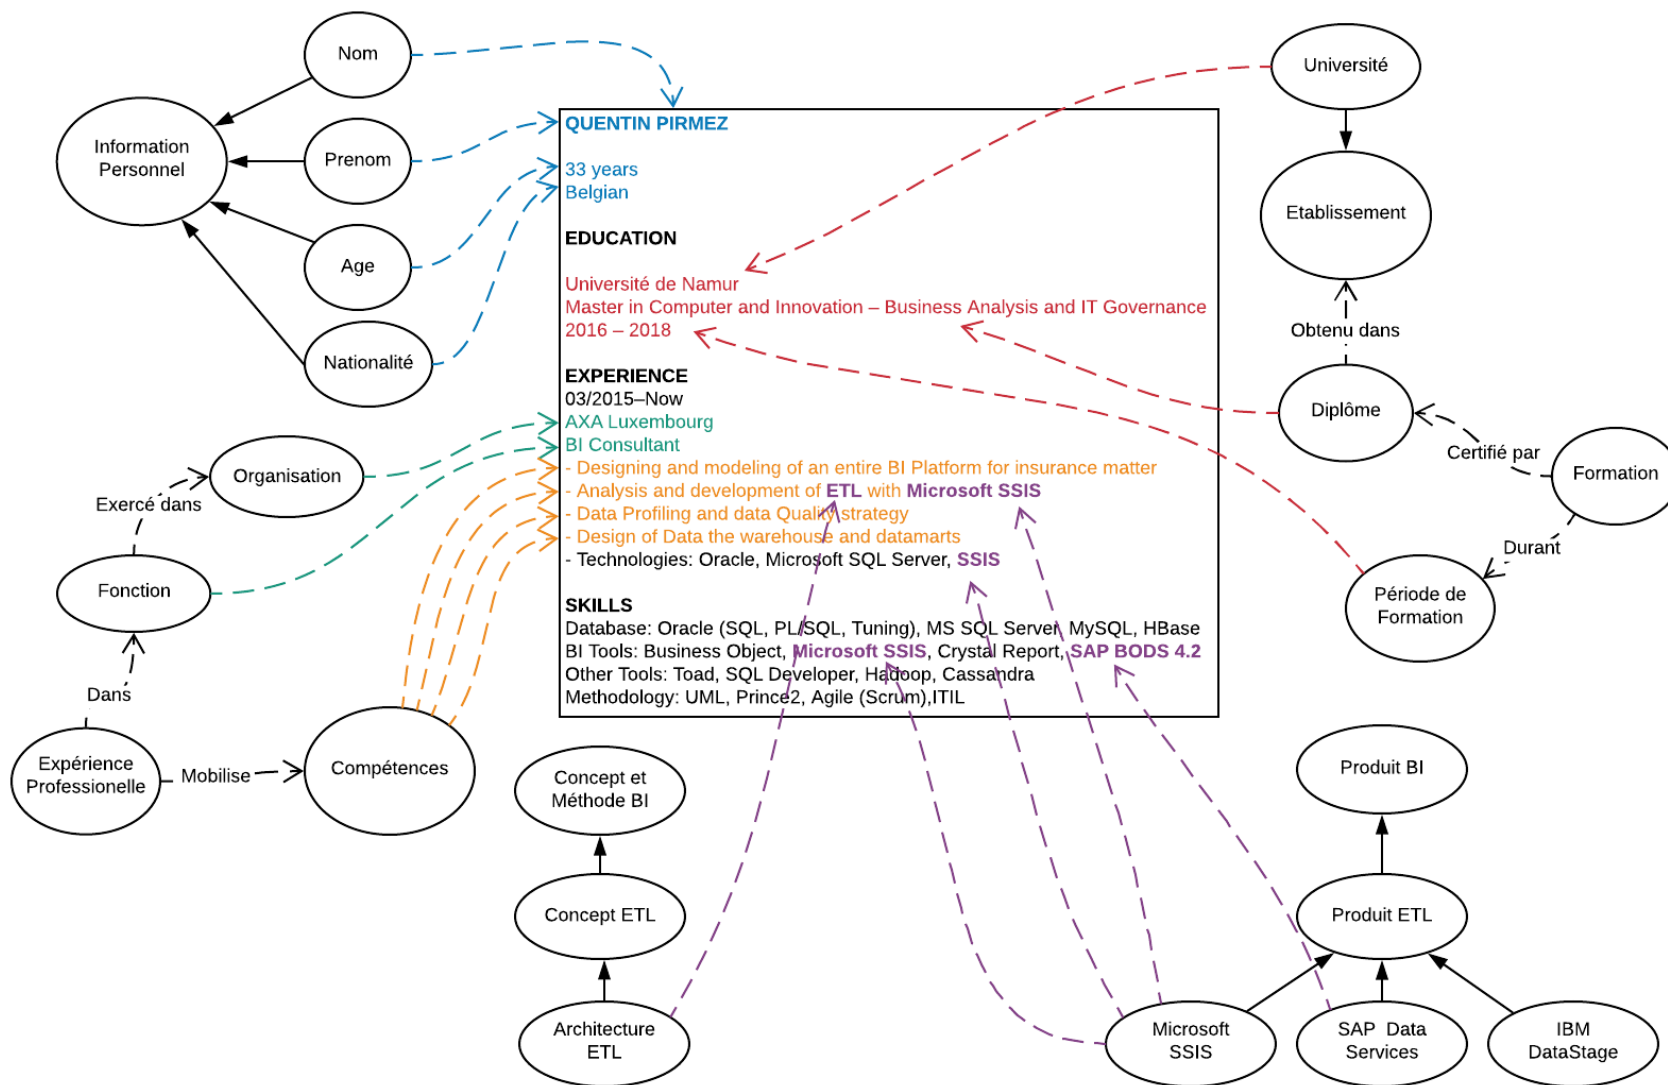 Nom
Information
Personnel
Prenom
Age
Nationalité
Université
Etablissement
Obtenu dans
Diplôme
Certifié par
Formation
Durant
Période de
Formation
QUENTIN PIRMEZ
33 years
Belgian
EDUCATION
Université de Namur
Master in Computer and Innovation – Business Analysis and IT Governance
2016 – 2018
EXPERIENCE
03/2015–Now
AXA Luxembourg
BI Consultant
- Designing and modeling of an entire BI Platform for insurance matter
- Analysis and development of ETL with Microsoft SSIS
- Data Profiling and data Quality strategy
- Design of Data the warehouse and datamarts
- Technologies: Oracle, Microsoft SQL Server, SSIS
SKILLS
Database: Oracle (SQL, PL/SQL, Tuning), MS SQL Server, MySQL, HBase
BI Tools: Business Object, Microsoft SSIS, Crystal Report, SAP BODS 4.2
Other Tools: Toad, SQL Developer, Hadoop, Cassandra
Methodology: UML, Prince2, Agile (Scrum),ITIL
Organisation
Exercé dans
Fonction
Dans
Expérience
Professionelle
Mobilise
Compétences
Concept et
Méthode BI
Concept ETL
Architecture
ETL
Produit BI
Produit ETL
Microsoft
SSIS
SAP Data
Services
IBM
DataStage